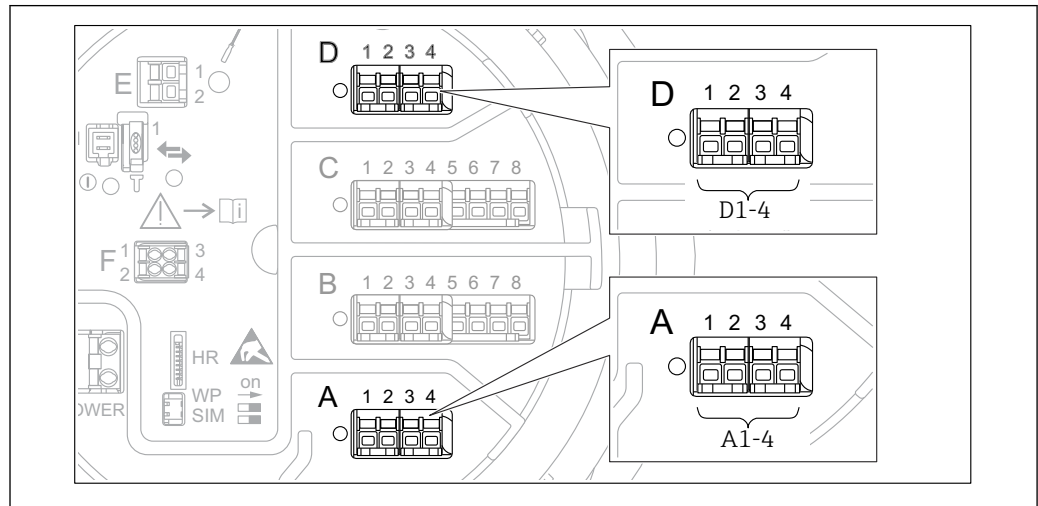 D 1 2 3 4
E 1
2
1
C 1 2 3 4 5 6 7 8
F 1 3
2 4
B 1 2 3 4 5 6 7 8
HR
WP
SIM
on
OWER
A 1 2 3 4
D 1 2 3 4
D1-4
A 1 2 3 4
A1-4